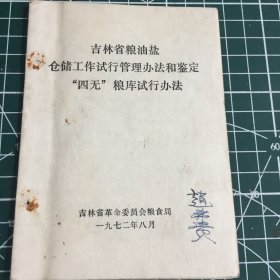 吉林省粮油盐
仓储工作试行管理办法和鉴定
“四无”粮库试行办法
吉林省革命委员会粮食局
一九七二年八月